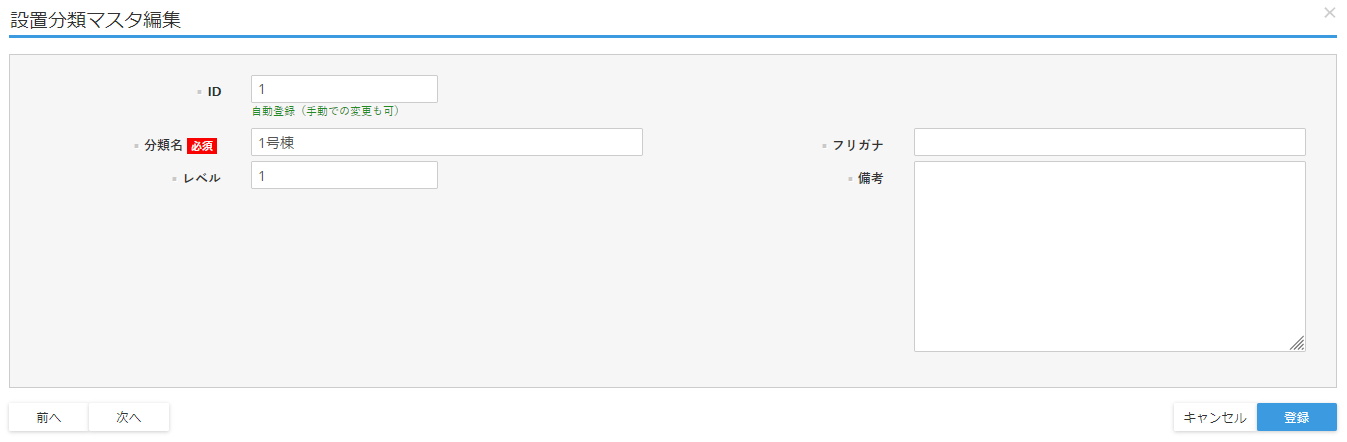 設置分類マスタ編集
×
ID
1
自動登録（手動での変更も可）
分類名 必須
1号棟
フリガナ
レベル
1
備考
前へ
次へ
キャンセル
登録